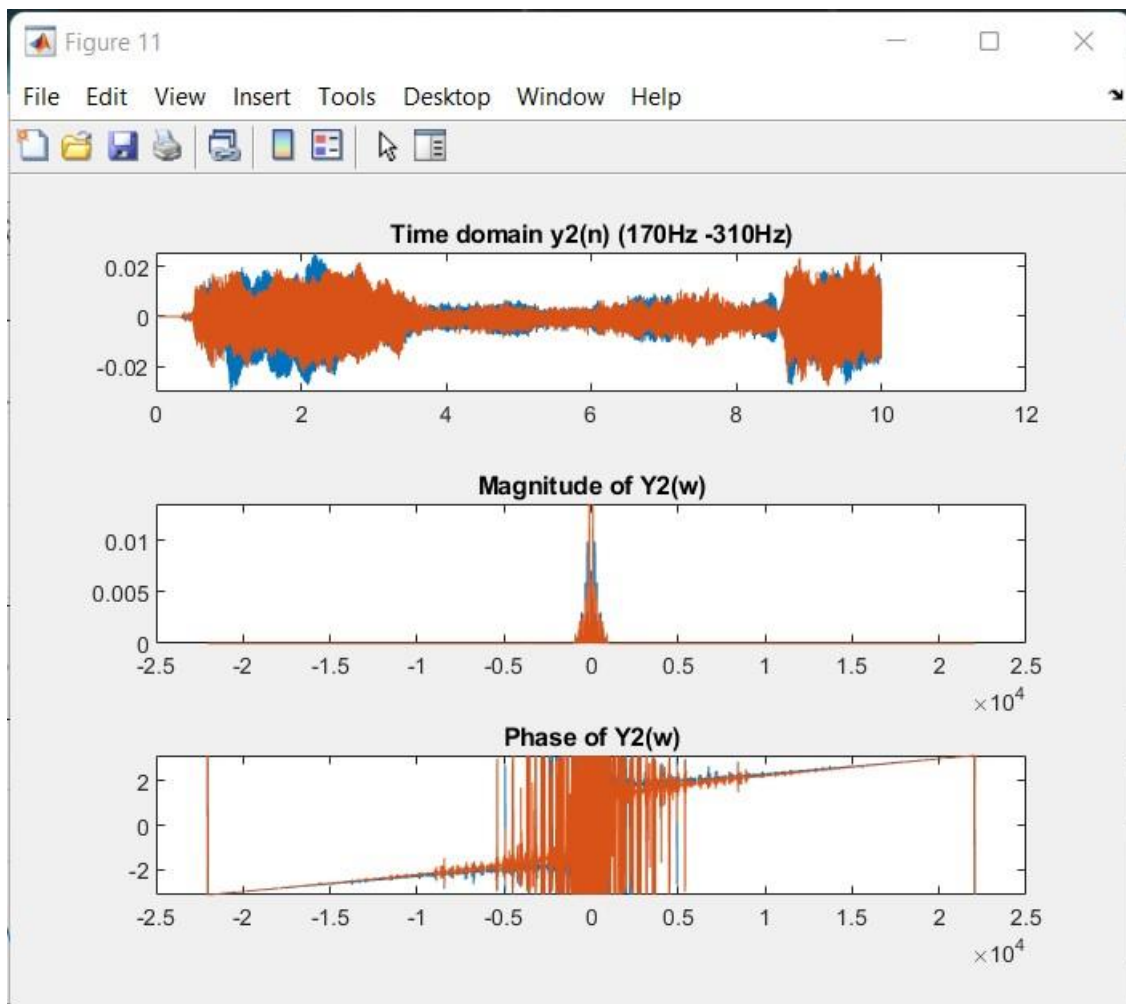 Figure 11
File Edit View Insert Tools Desktop Window Help
Time domain y2(n) (170Hz -310Hz)
0.02
0
-0.02
0 2 4 6 8 10 12
Magnitude of Y2(w)
0.01
0.005
0
-2.5 -2 -1.5 -1 -0.5 0 0.5 1 1.5 2 2.5
×10^4
Phase of Y2(w)
2
0
-2
-2.5 -2 -1.5 -1 -0.5 0 0.5 1 1.5 2 2.5
×10^4